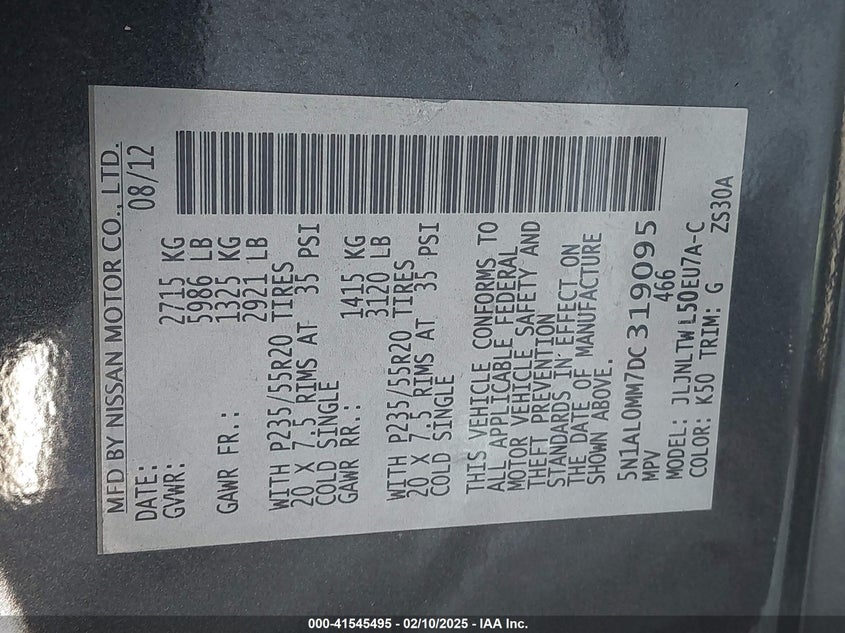 MFD BY NISSAN MOTOR CO., LTD.
DATE: 08/12
GVWR: 2715 KG
5986 LB
GAWR FR.: 1325 KG
2921 LB
WITH P235/55R20 TIRES
20 X 7.5 RIMS AT 35 PSI
COLD SINGLE
GAWR RR.: 1415 KG
3120 LB
WITH P235/55R20 TIRES
20 X 7.5 RIMS AT 35 PSI
COLD SINGLE
THIS VEHICLE CONFORMS TO
ALL APPLICABLE FEDERAL
MOTOR VEHICLE SAFETY AND
THEFT PREVENTION
STANDARDS IN EFFECT ON
THE DATE OF MANUFACTURE
SHOWN ABOVE.
5N1AL0MM7DC319095
MPV 466
MODEL: JLJNLTWL50EU7A-C
COLOR: K50 TRIM: G ZS30A
000-41545495 - 02/10/2025 - IAA Inc.